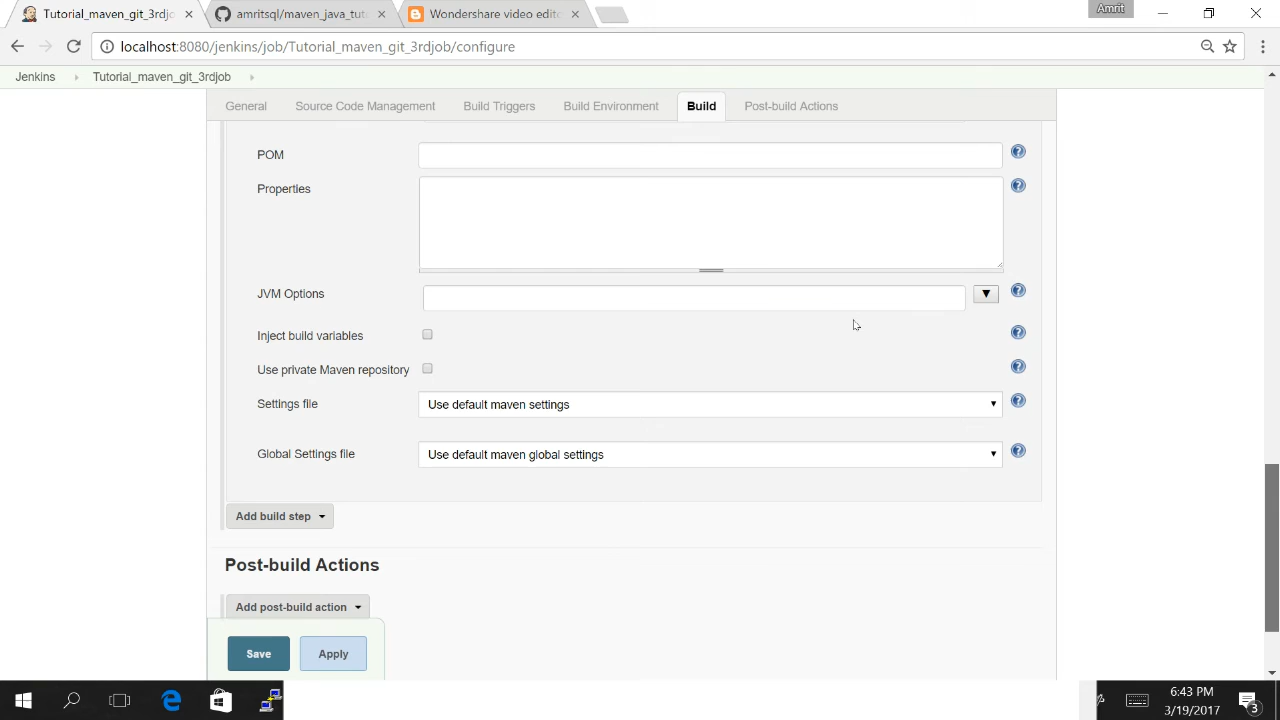 Tutorial_maven_git_3rdjo
amritsql/maven_java_tut
Wondershare video edito
Amrit
localhost:8080/jenkins/job/Tutorial_maven_git_3rdjob/configure
Jenkins
Tutorial_maven_git_3rdjob
General
Source Code Management
Build Triggers
Build Environment
Build
Post-build Actions
POM
Properties
JVM Options
Inject build variables
Use private Maven repository
Settings file
Use default maven settings
Global Settings file
Use default maven global settings
Add build step
Post-build Actions
Add post-build action
Save
Apply
6:43 PM
3/19/2017
3